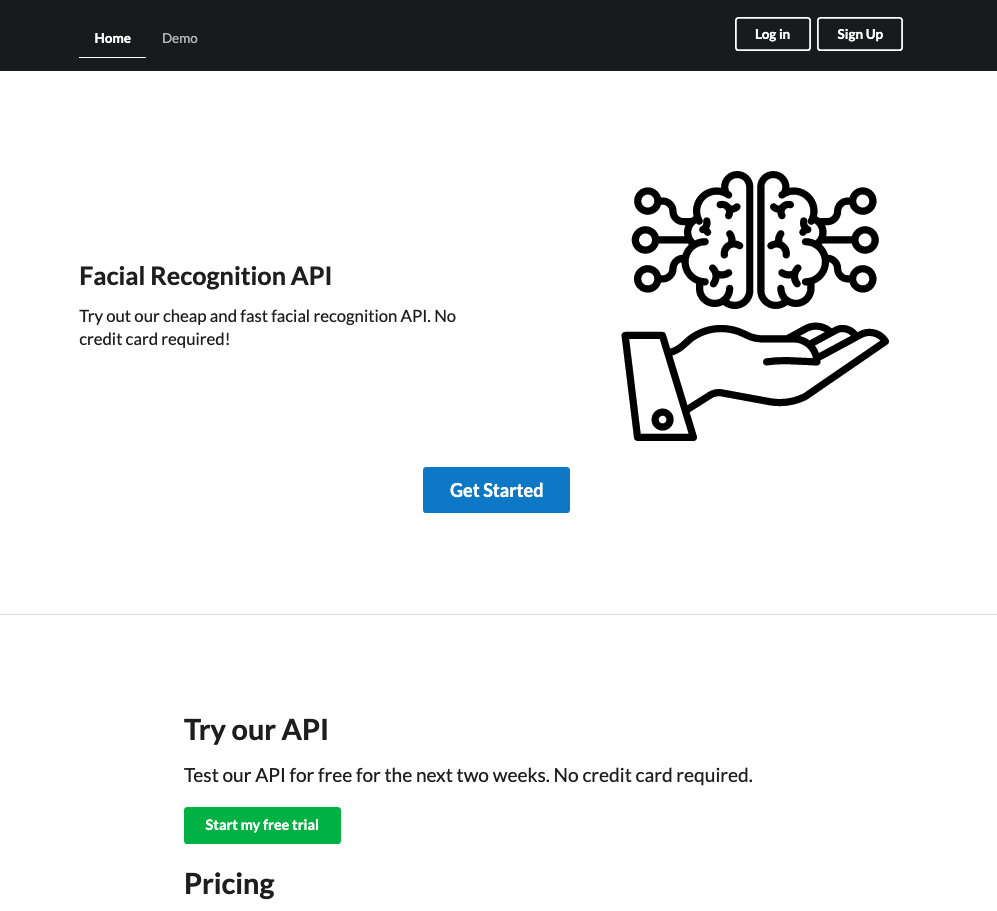 Home
Demo
Log in
Sign Up
Facial Recognition API
Try out our cheap and fast facial recognition API. No
credit card required!
Get Started
Try our API
Test our API for free for the next two weeks. No credit card required.
Start my free trial
Pricing